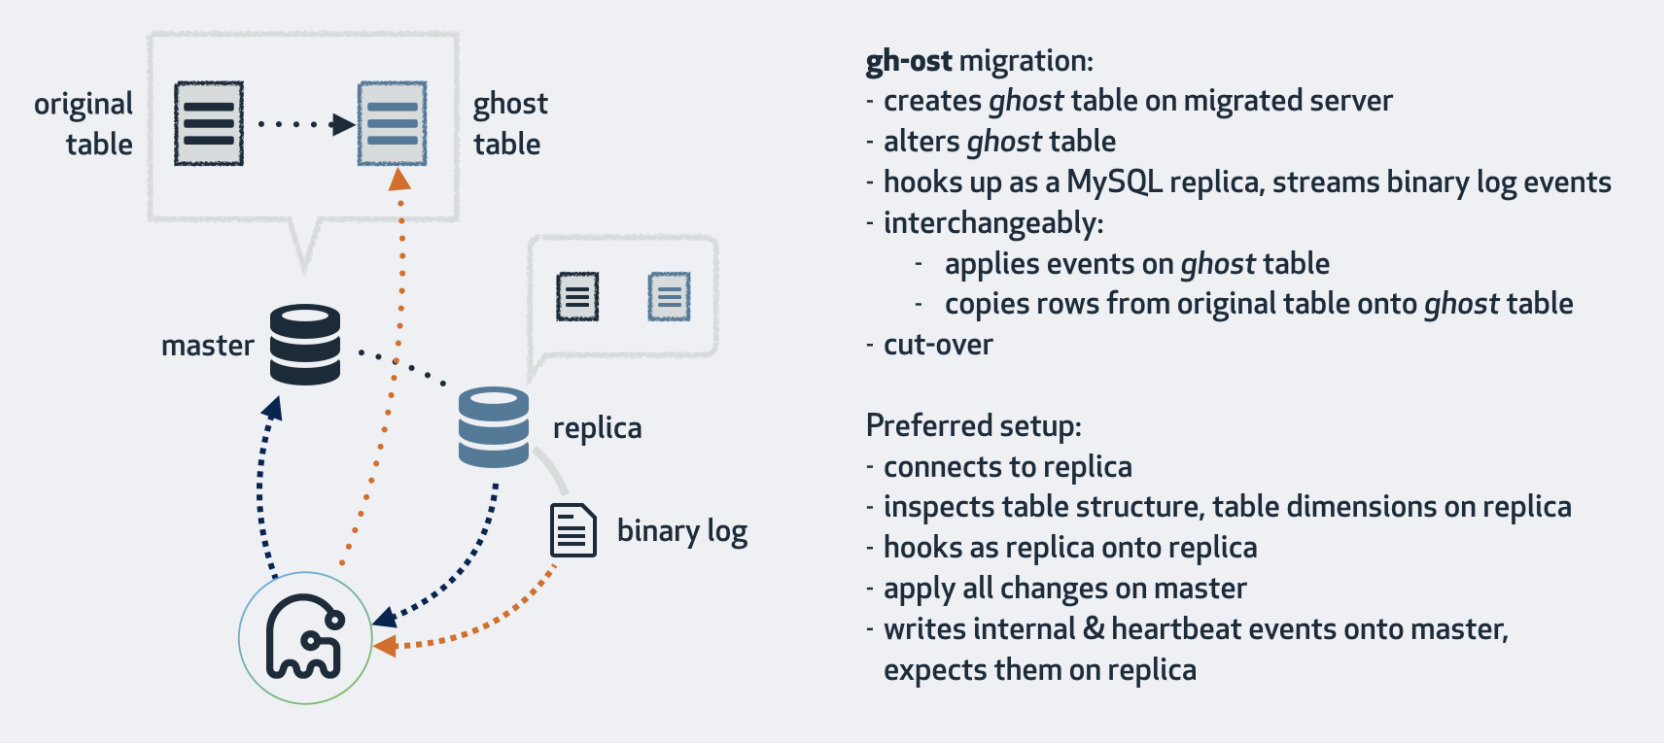 original
table
ghost
table
master
replica
binary log
gh-ost migration:
- creates ghost table on migrated server
- alters ghost table
- hooks up as a MySQL replica, streams binary log events
- interchangeably:
- applies events on ghost table
- copies rows from original table onto ghost table
- cut-over
Preferred setup:
- connects to replica
- inspects table structure, table dimensions on replica
- hooks as replica onto replica
- apply all changes on master
- writes internal & heartbeat events onto master,
expects them on replica